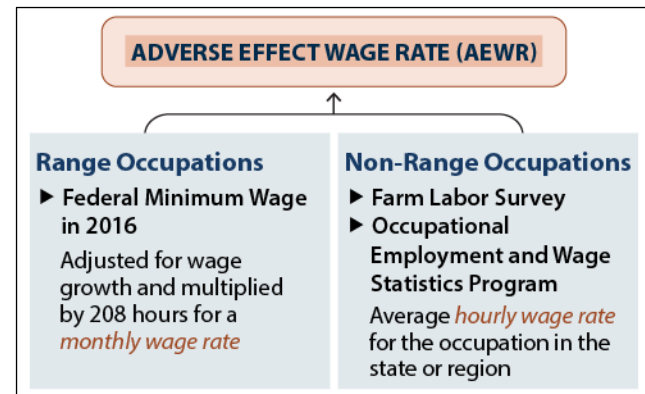 ADVERSE EFFECT WAGE RATE (AEWR)
Range Occupations
▶ Federal Minimum Wage
in 2016
Adjusted for wage
growth and multiplied
by 208 hours for a
monthly wage rate
Non-Range Occupations
▶ Farm Labor Survey
▶ Occupational
Employment and Wage
Statistics Program
Average hourly wage rate
for the occupation in the
state or region